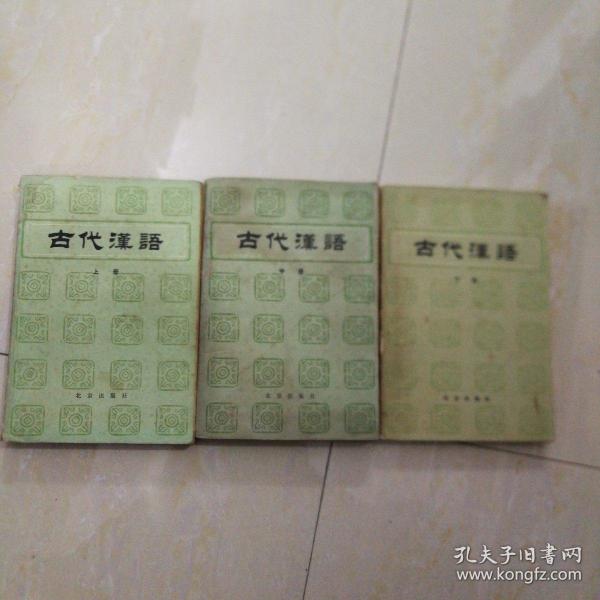 古代漢語
上册
北京出版社
古代漢語
中册
北京出版社
古代漢語
下册
北京出版社
孔夫子旧书网
www.kongfz.com